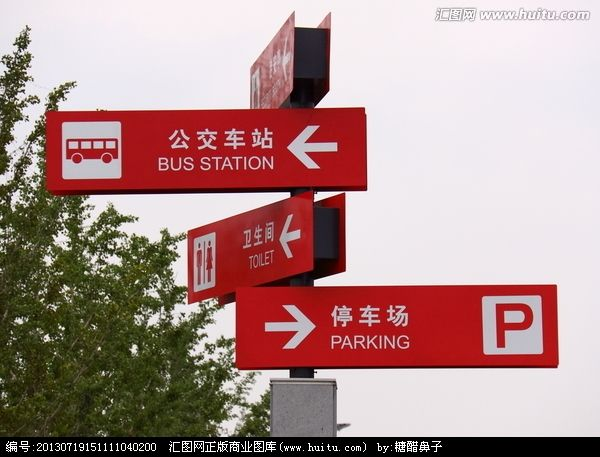 汇图网 www.huitu.com
公交车站
BUS STATION
卫生间
TOILET
停车场
PARKING
P
编号:20130719151111040200 汇图网正版商业图库(www.huitu.com) by:糖醋鼻子